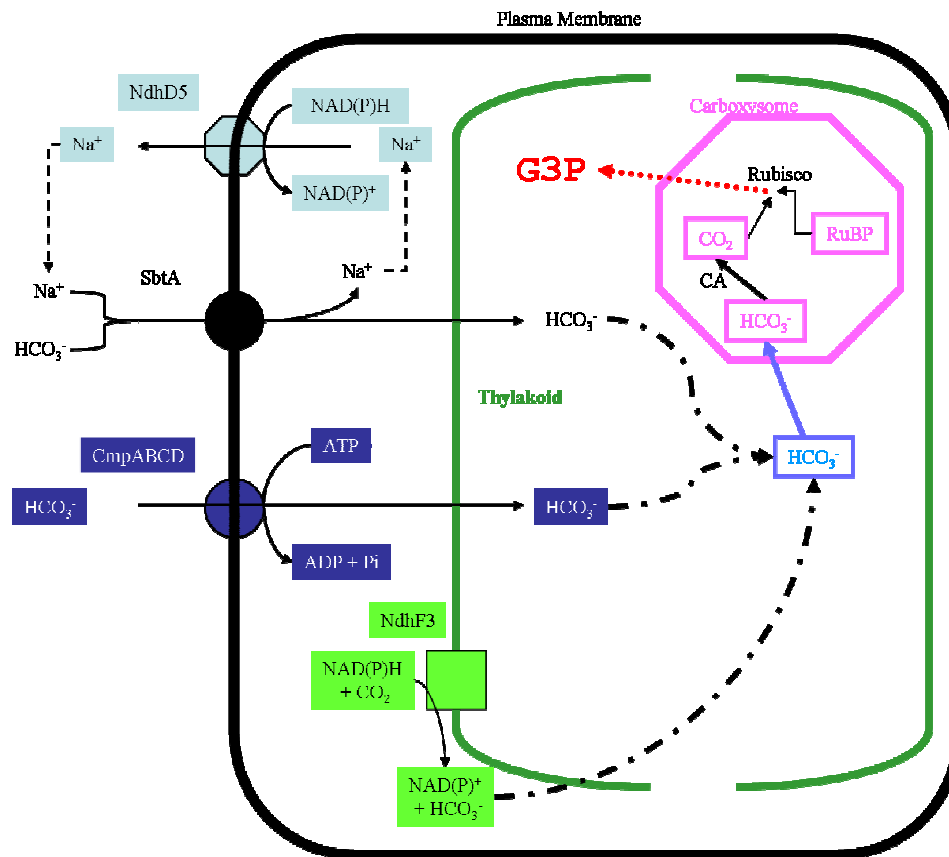 Plasma Membrane
NdhD5
NAD(P)H
Na⁺
Na⁺
NAD(P)⁺
Carboxysome
G3P
Rubisco
CO₂
RuBP
CA
HCO₃⁻
Na⁺
SbtA
Na⁺
HCO₃⁻
HCO₃⁻
Thylakoid
CmpABCD
ATP
HCO₃⁻
HCO₃⁻
HCO₃⁻
ADP + Pi
NdhF3
NAD(P)H
+ CO₂
NAD(P)⁺
+ HCO₃⁻